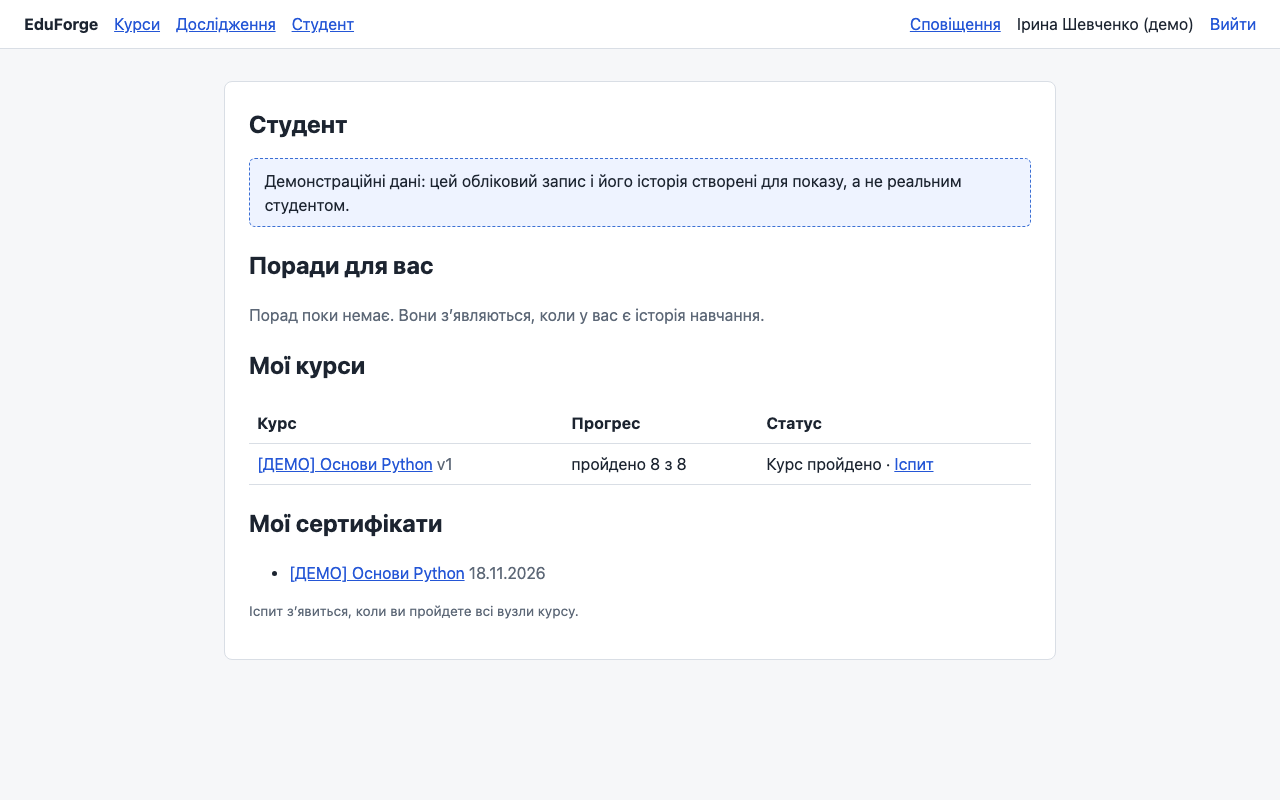 EduForge Курси Дослідження Студент Сповіщення Ірина Шевченко (демо) Вийти
Студент
Демонстраційні дані: цей обліковий запис і його історія створені для показу, а не реальним
студентом.
Поради для вас
Порад поки немає. Вони зʼявляються, коли у вас є історія навчання.
Мої курси
Курс Прогрес Статус
[ДЕМО] Основи Python v1 пройдено 8 з 8 Курс пройдено · Іспит
Мої сертифікати
• [ДЕМО] Основи Python 18.11.2026
Іспит зʼявиться, коли ви пройдете всі вузли курсу.